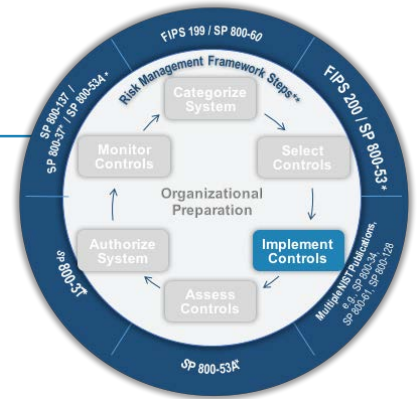 FIPS 199 / SP 800-60
FIPS 200 / SP 800-53*
Multiple NIST Publications,
e.g., SP 800-34,
SP 800-61, SP 800-128
SP 800-53A*
SP 800-37*
SP 800-137 /
SP 800-37* / SP 800-53A*
Risk Management Framework Steps**
Categorize
System
Select
Controls
Implement
Controls
Assess
Controls
Authorize
System
Monitor
Controls
Organizational
Preparation